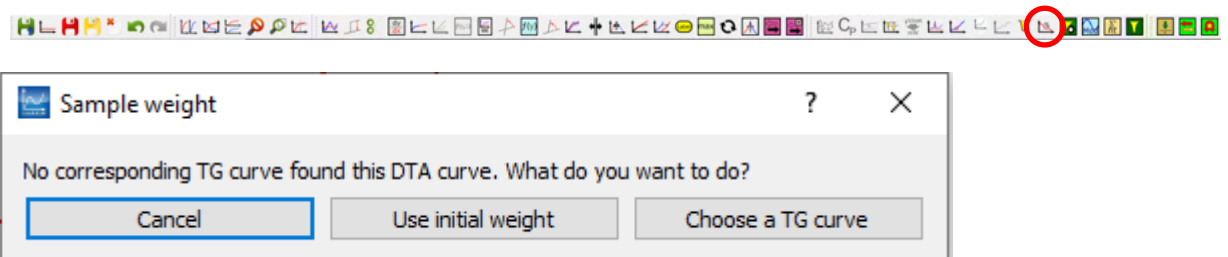 Cp
Sample weight
No corresponding TG curve found this DTA curve. What do you want to do?
Cancel
Use initial weight
Choose a TG curve